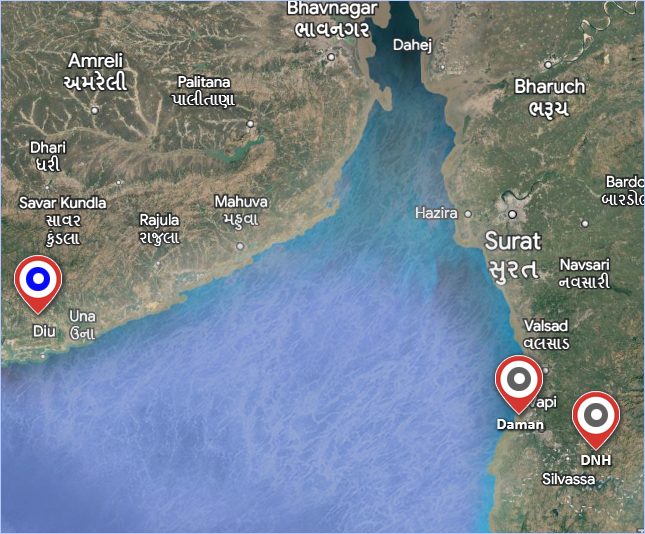 Bhavnagar
ભાવનગર
Dahej
Amreli
અમરેલી
Palitana
પાલીતાણા
Bharuch
ભરૂચ
Dhari
ધારી
Savar Kundla
સાવર
કુંડલા
Rajula
રાજુલા
Mahuva
મહુવા
Hazira
Bardo
બારડોલ
Surat
સુરત
Navsari
નવસારી
Una
ઉના
Diu
Valsad
વલસાડ
api
Daman
DNH
Silvassa